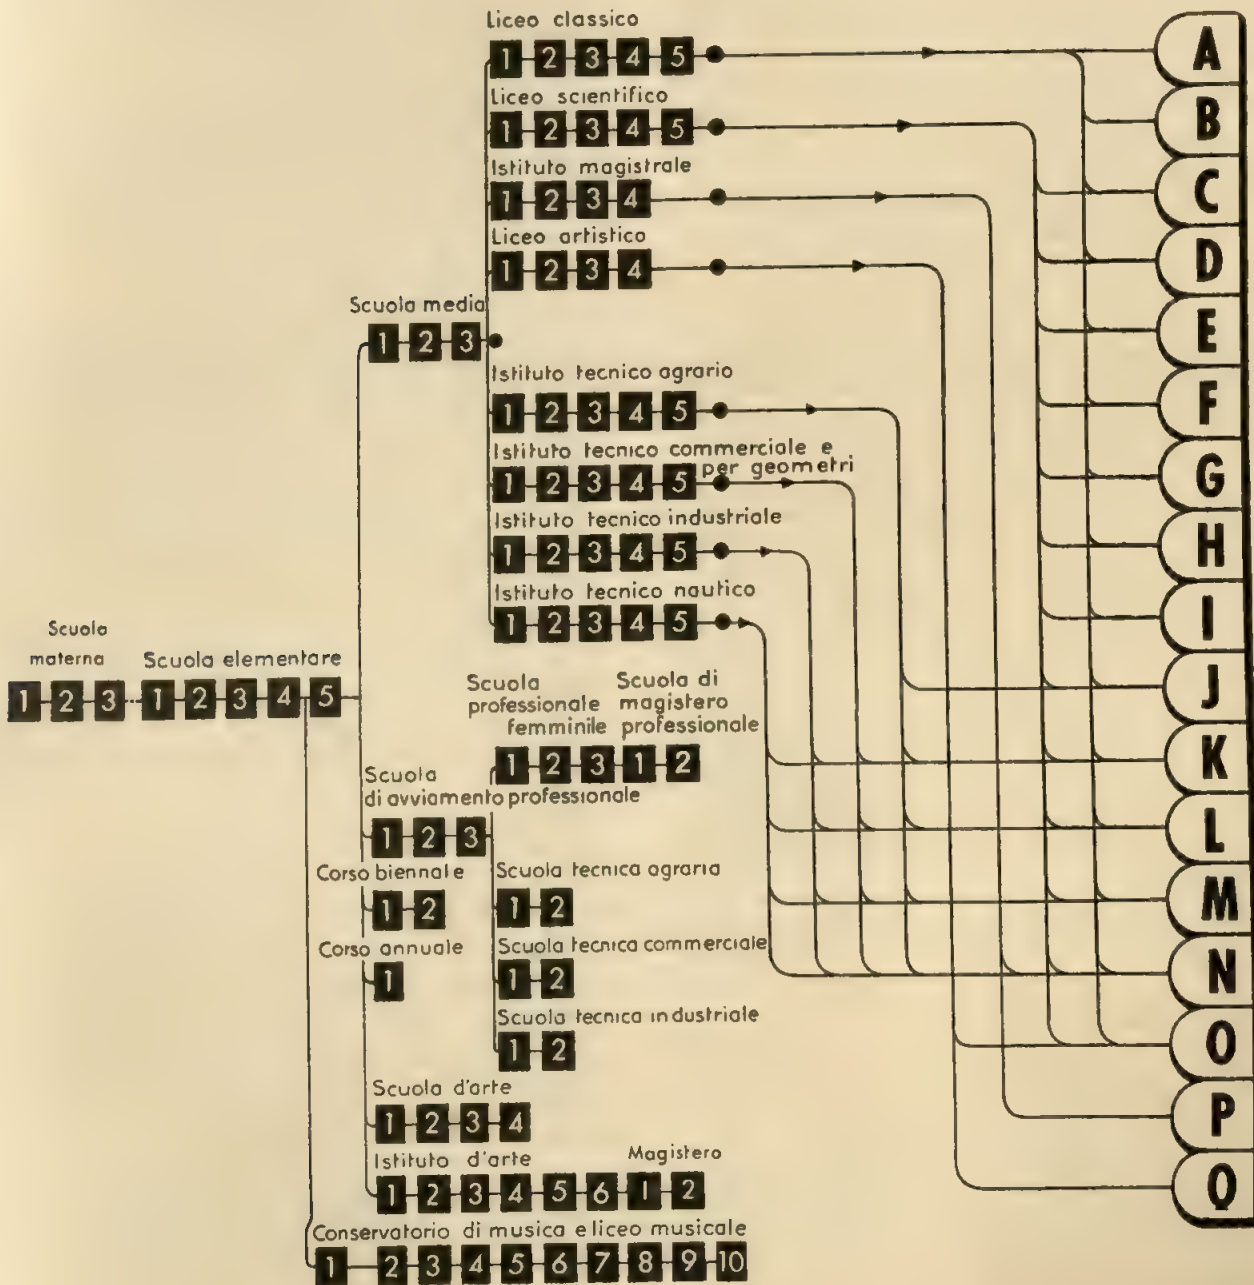 Liceo classico
1 2 3 4 5
A
Liceo scientifico
1 2 3 4 5
B
Istituto magistrale
1 2 3 4
C
Liceo artistico
1 2 3 4
D
Scuola media
1 2 3
E
Istituto tecnico agrario
1 2 3 4 5
F
Istituto tecnico commerciale e
per geometri
1 2 3 4 5
G
Istituto tecnico industriale
1 2 3 4 5
H
Istituto tecnico nautico
1 2 3 4 5
I
Scuola
materna
1 2 3
Scuola elementare
1 2 3 4 5
J
Scuola
professionale
femminile
1 2 3
Scuola di
magistero
professionale
1 2
K
Scuola
di avviamento professionale
1 2 3
L
Corso biennale
1 2
Scuola tecnica agraria
1 2
M
Corso annuale
1
Scuola tecnica commerciale
1 2
N
Scuola tecnica industriale
1 2
O
Scuola d'arte
1 2 3 4
P
Istituto d'arte
1 2 3 4 5 6
Magistero
1 2
Q
Conservatorio di musica e liceo musicale
1 2 3 4 5 6 7 8 9 10